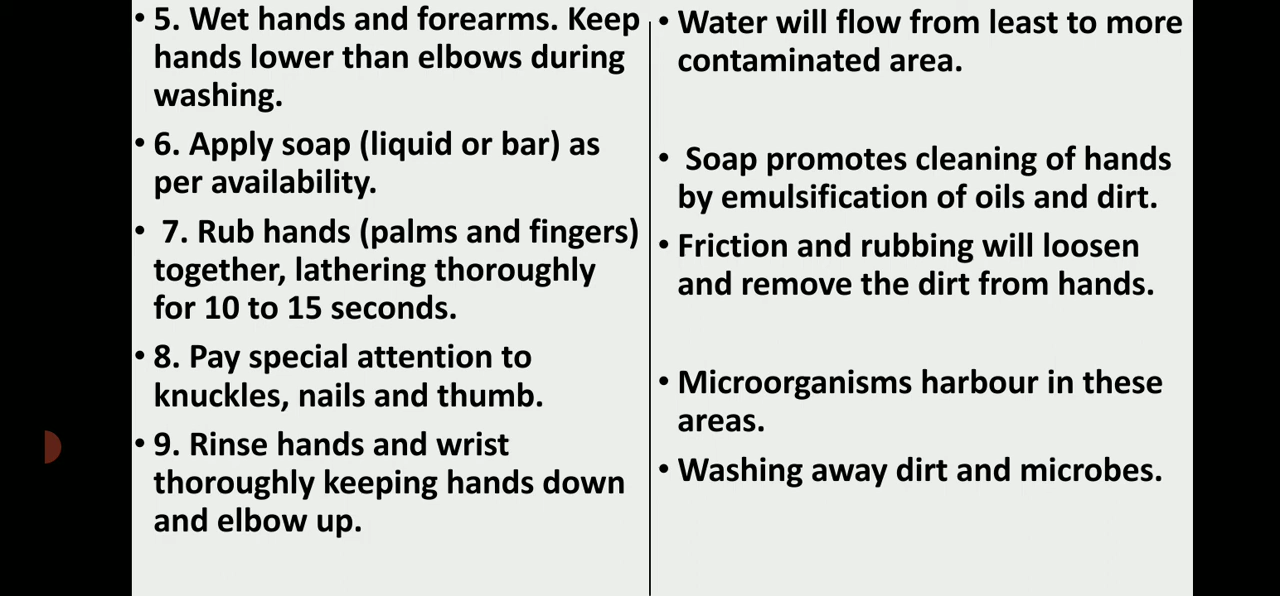 • 5. Wet hands and forearms. Keep
hands lower than elbows during
washing.
• 6. Apply soap (liquid or bar) as
per availability.
• 7. Rub hands (palms and fingers)
together, lathering thoroughly
for 10 to 15 seconds.
• 8. Pay special attention to
knuckles, nails and thumb.
• 9. Rinse hands and wrist
thoroughly keeping hands down
and elbow up.
• Water will flow from least to more
contaminated area.
• Soap promotes cleaning of hands
by emulsification of oils and dirt.
• Friction and rubbing will loosen
and remove the dirt from hands.
• Microorganisms harbour in these
areas.
• Washing away dirt and microbes.